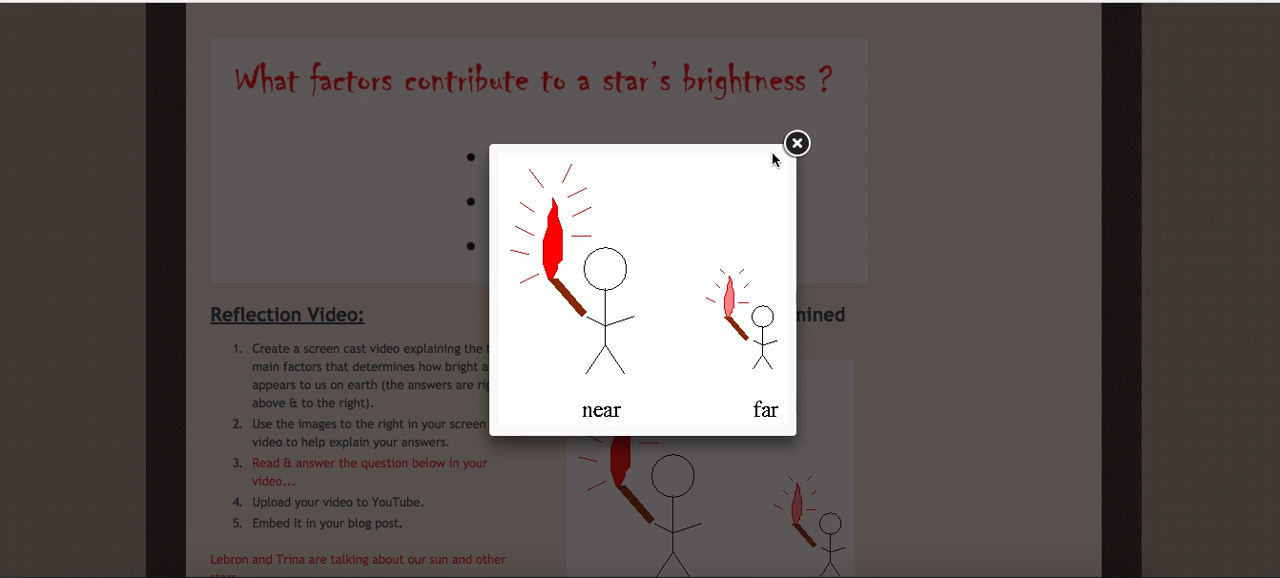 What factors contribute to a star's brightness ?
near far
Reflection Video:
mined
1. Create a screen cast video explaining the
main factors that determines how bright a
appears to us on earth (the answers are
above & to the right).
2. Use the images to the right in your screen
video to help explain your answers.
3. Read & answer the question below in your
video...
4. Upload your video to YouTube.
5. Embed it in your blog post.
Lebron and Trina are talking about our sun and other